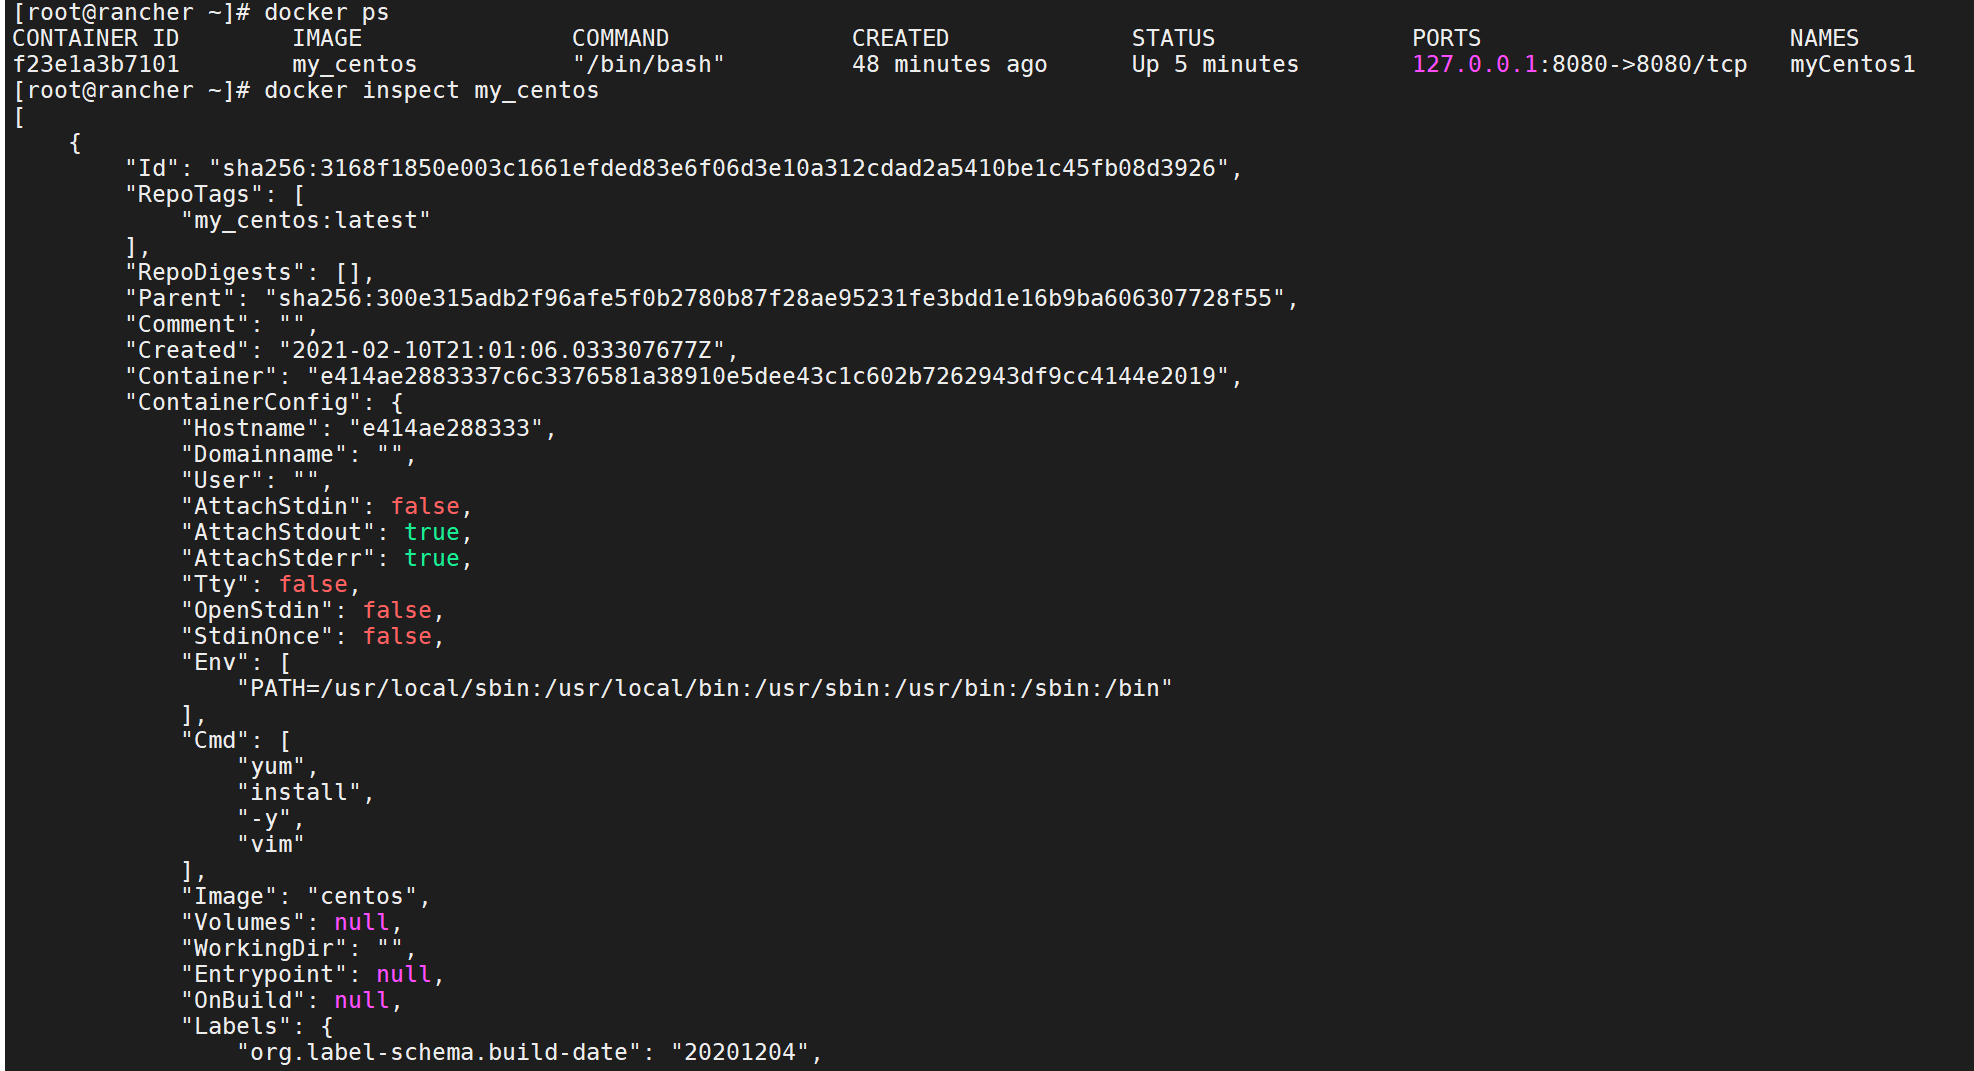 [root@rancher ~]# docker ps
CONTAINER ID        IMAGE               COMMAND             CREATED             STATUS              PORTS                      NAMES
f23e1a3b7101        my_centos           "/bin/bash"         48 minutes ago      Up 5 minutes        127.0.0.1:8080->8080/tcp   myCentos1
[root@rancher ~]# docker inspect my_centos
[
    {
        "Id": "sha256:3168f1850e003c1661efded83e6f06d3e10a312cdad2a5410be1c45fb08d3926",
        "RepoTags": [
            "my_centos:latest"
        ],
        "RepoDigests": [],
        "Parent": "sha256:300e315adb2f96afe5f0b2780b87f28ae95231fe3bdd1e16b9ba606307728f55",
        "Comment": "",
        "Created": "2021-02-10T21:01:06.033307677Z",
        "Container": "e414ae2883337c6c3376581a38910e5dee43c1c602b7262943df9cc4144e2019",
        "ContainerConfig": {
            "Hostname": "e414ae288333",
            "Domainname": "",
            "User": "",
            "AttachStdin": false,
            "AttachStdout": true,
            "AttachStderr": true,
            "Tty": false,
            "OpenStdin": false,
            "StdinOnce": false,
            "Env": [
                "PATH=/usr/local/sbin:/usr/local/bin:/usr/sbin:/usr/bin:/sbin:/bin"
            ],
            "Cmd": [
                "yum",
                "install",
                "-y",
                "vim"
            ],
            "Image": "centos",
            "Volumes": null,
            "WorkingDir": "",
            "Entrypoint": null,
            "OnBuild": null,
            "Labels": {
                "org.label-schema.build-date": "20201204",